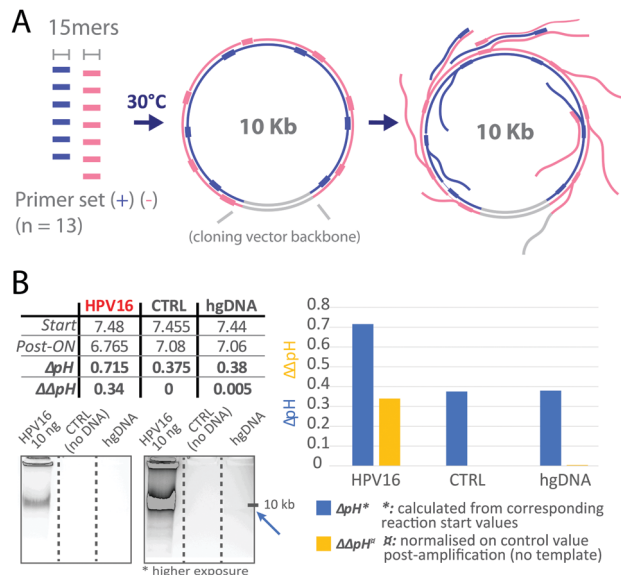 A
15mers
30°C
10 Kb
10 Kb
Primer set (+) (-)
(n = 13)
(cloning vector backbone)
B
HPV16 CTRL hgDNA
Start 7.48 7.455 7.44
Post-ON 6.765 7.08 7.06
ΔpH 0.715 0.375 0.38
ΔΔpH 0.34 0 0.005
HPV16
10 ng
CTRL
(no DNA)
hgDNA
HPV16
10 ng
CTRL
(no DNA)
hgDNA
10 kb
* higher exposure
0.8
0.7
0.6
0.5
0.4
0.3
0.2
0.1
0
ΔpH ΔΔpH
HPV16 CTRL hgDNA
ΔpH* *: calculated from corresponding
reaction start values
ΔΔpH¤ ¤: normalised on control value
post-amplification (no template)